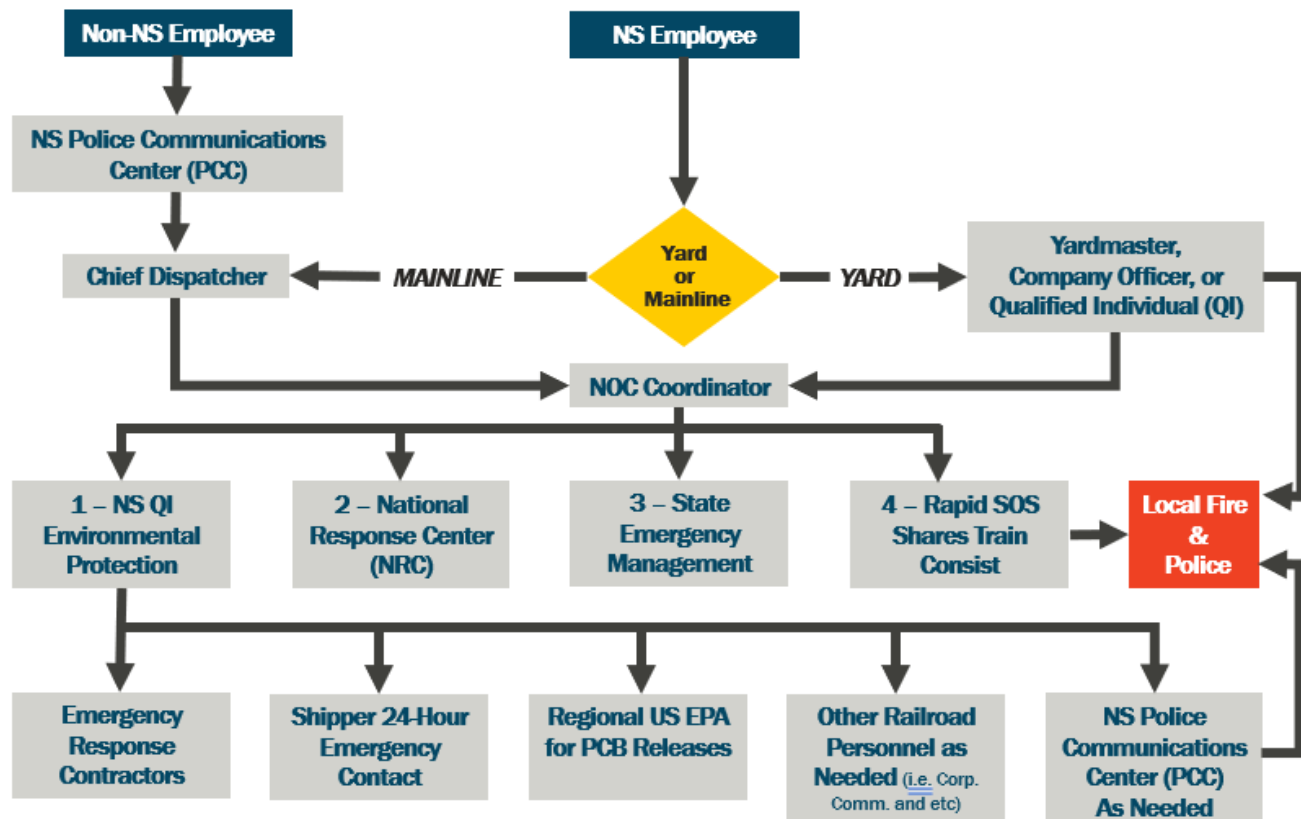 Non-NS Employee
NS Employee
NS Police Communications
Center (PCC)
Chief Dispatcher
MAINLINE
Yard
or
Mainline
YARD
Yardmaster,
Company Officer, or
Qualified Individual (QI)
NOC Coordinator
1 – NS QI
Environmental
Protection
2 – National
Response Center
(NRC)
3 – State
Emergency
Management
4 – Rapid SOS
Shares Train
Consist
Local Fire
&
Police
Emergency
Response
Contractors
Shipper 24-Hour
Emergency
Contact
Regional US EPA
for PCB Releases
Other Railroad
Personnel as
Needed (i.e. Corp.
Comm. and etc)
NS Police
Communications
Center (PCC)
As Needed